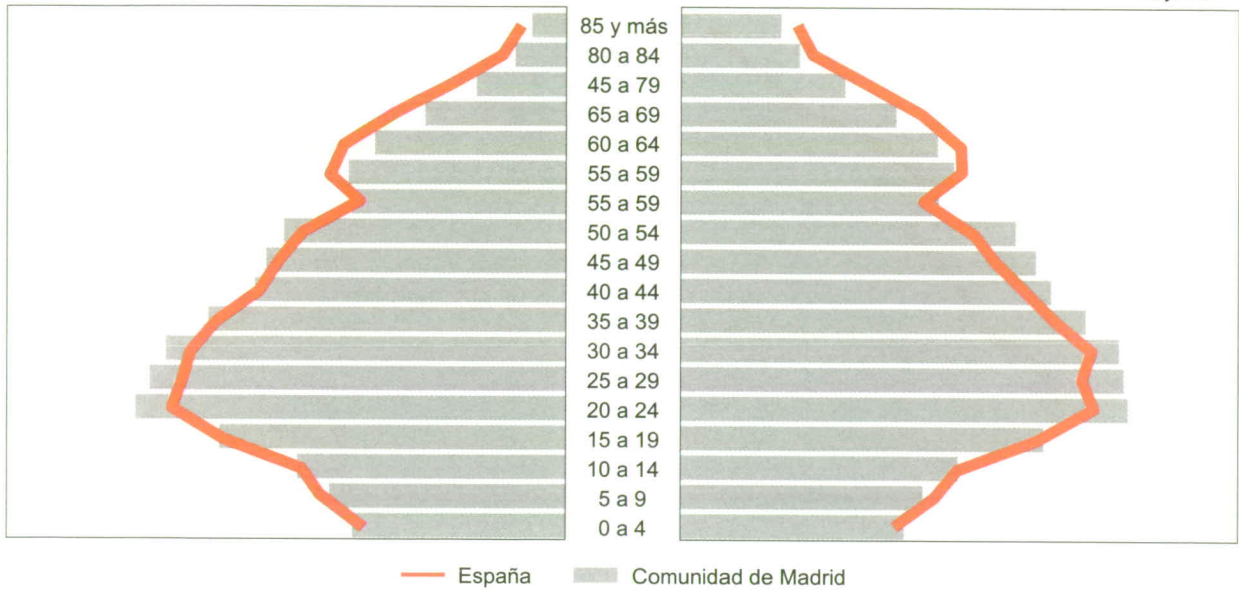 85 y más
80 a 84
45 a 79
65 a 69
60 a 64
55 a 59
55 a 59
50 a 54
45 a 49
40 a 44
35 a 39
30 a 34
25 a 29
20 a 24
15 a 19
10 a 14
5 a 9
0 a 4
España
Comunidad de Madrid